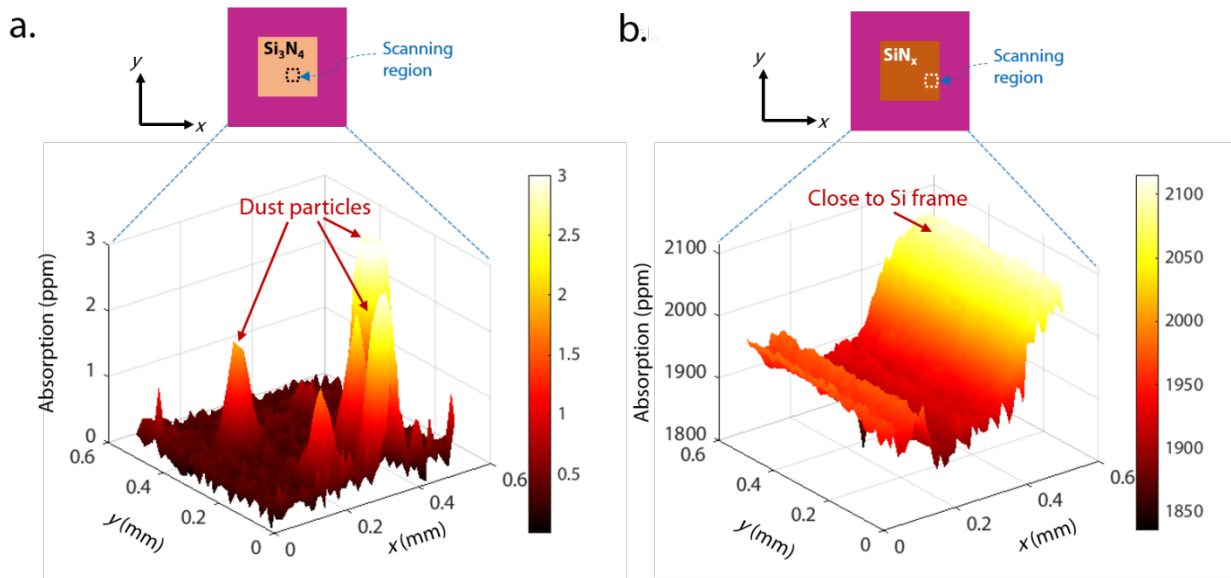 a.
Si₃N₄
Scanning
region
y
x
Dust particles
Absorption (ppm)
3
2
1
0
0.6
0.4
0.2
0
y (mm)
0
0.2
0.4
0.6
x (mm)
3
2.5
2
1.5
1
0.5
b.
SiNₓ
Scanning
region
y
x
Close to Si frame
Absorption (ppm)
2100
2000
1900
1800
0.6
0.4
0.2
0
y (mm)
0
0.2
0.4
0.6
x (mm)
2100
2050
2000
1950
1900
1850